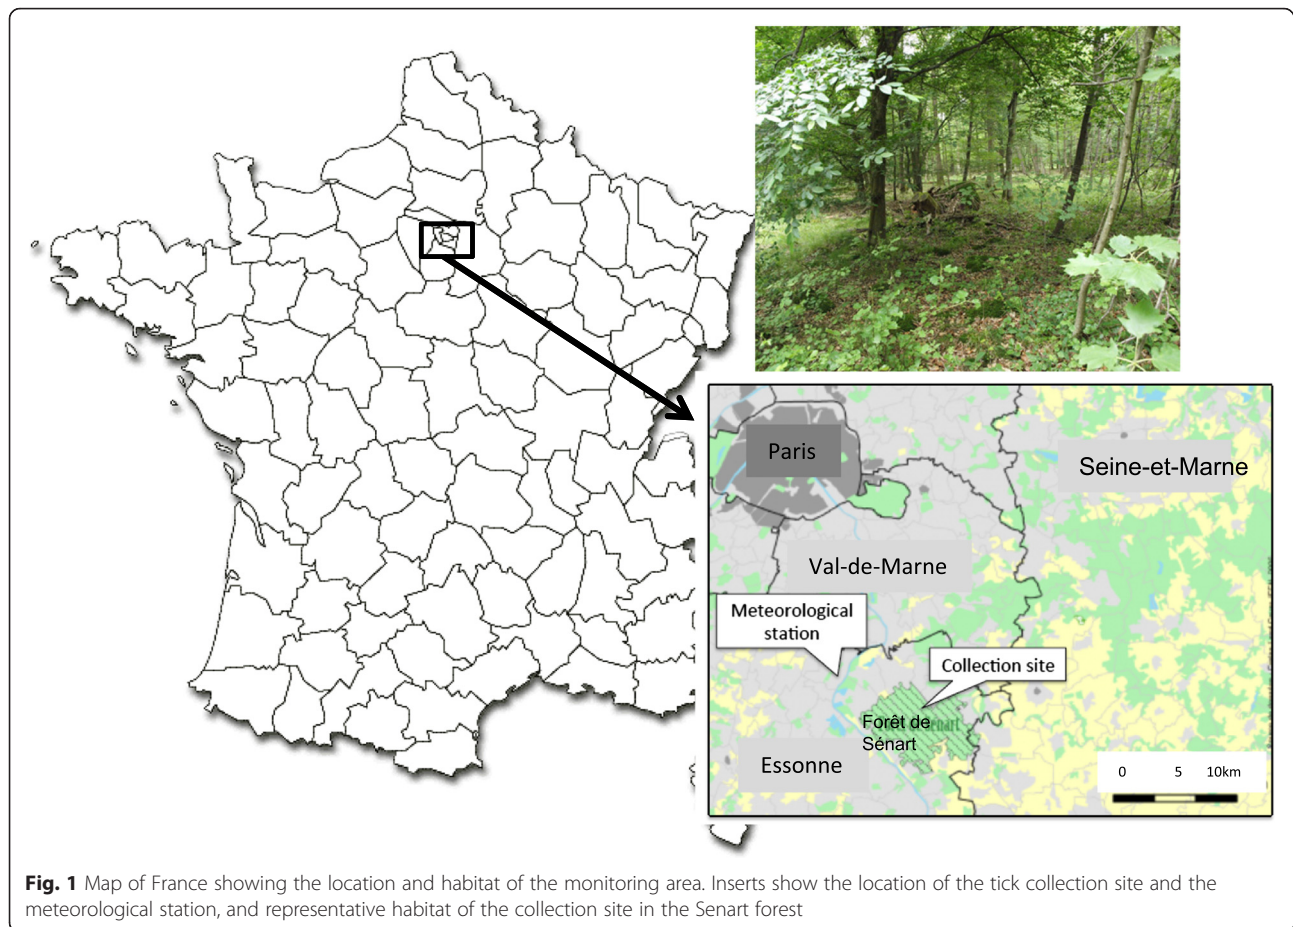 Paris
Seine-et-Marne
Val-de-Marne
Meteorological
station
Collection site
Forêt de
Sénart
Essonne
0 5 10km
Fig. 1 Map of France showing the location and habitat of the monitoring area. Inserts show the location of the tick collection site and the
meteorological station, and representative habitat of the collection site in the Senart forest